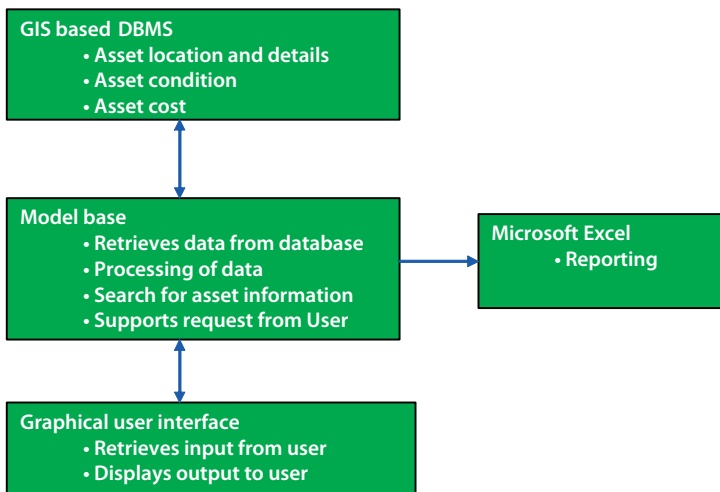 GIS based DBMS
• Asset location and details
• Asset condition
• Asset cost
Model base
• Retrieves data from database
• Processing of data
• Search for asset information
• Supports request from User
Microsoft Excel
• Reporting
Graphical user interface
• Retrieves input from user
• Displays output to user